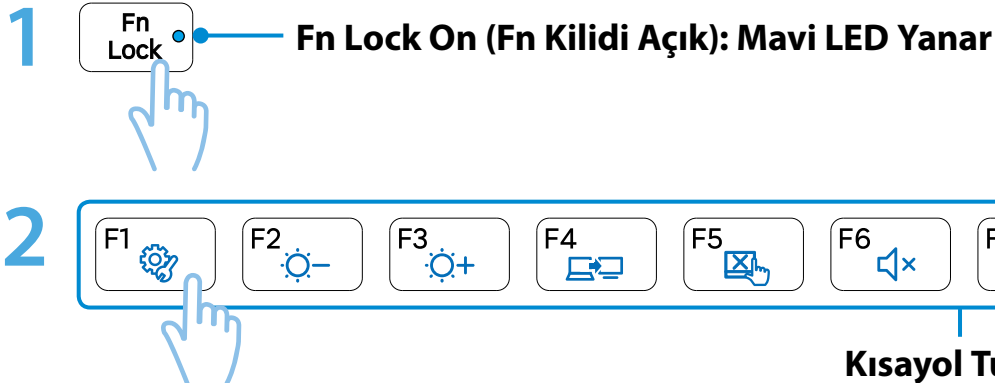 1
Fn
Lock
Fn Lock On (Fn Kilidi Açık): Mavi LED Yanar
2
F1 F2 F3 F4 F5 F6
Kısayol